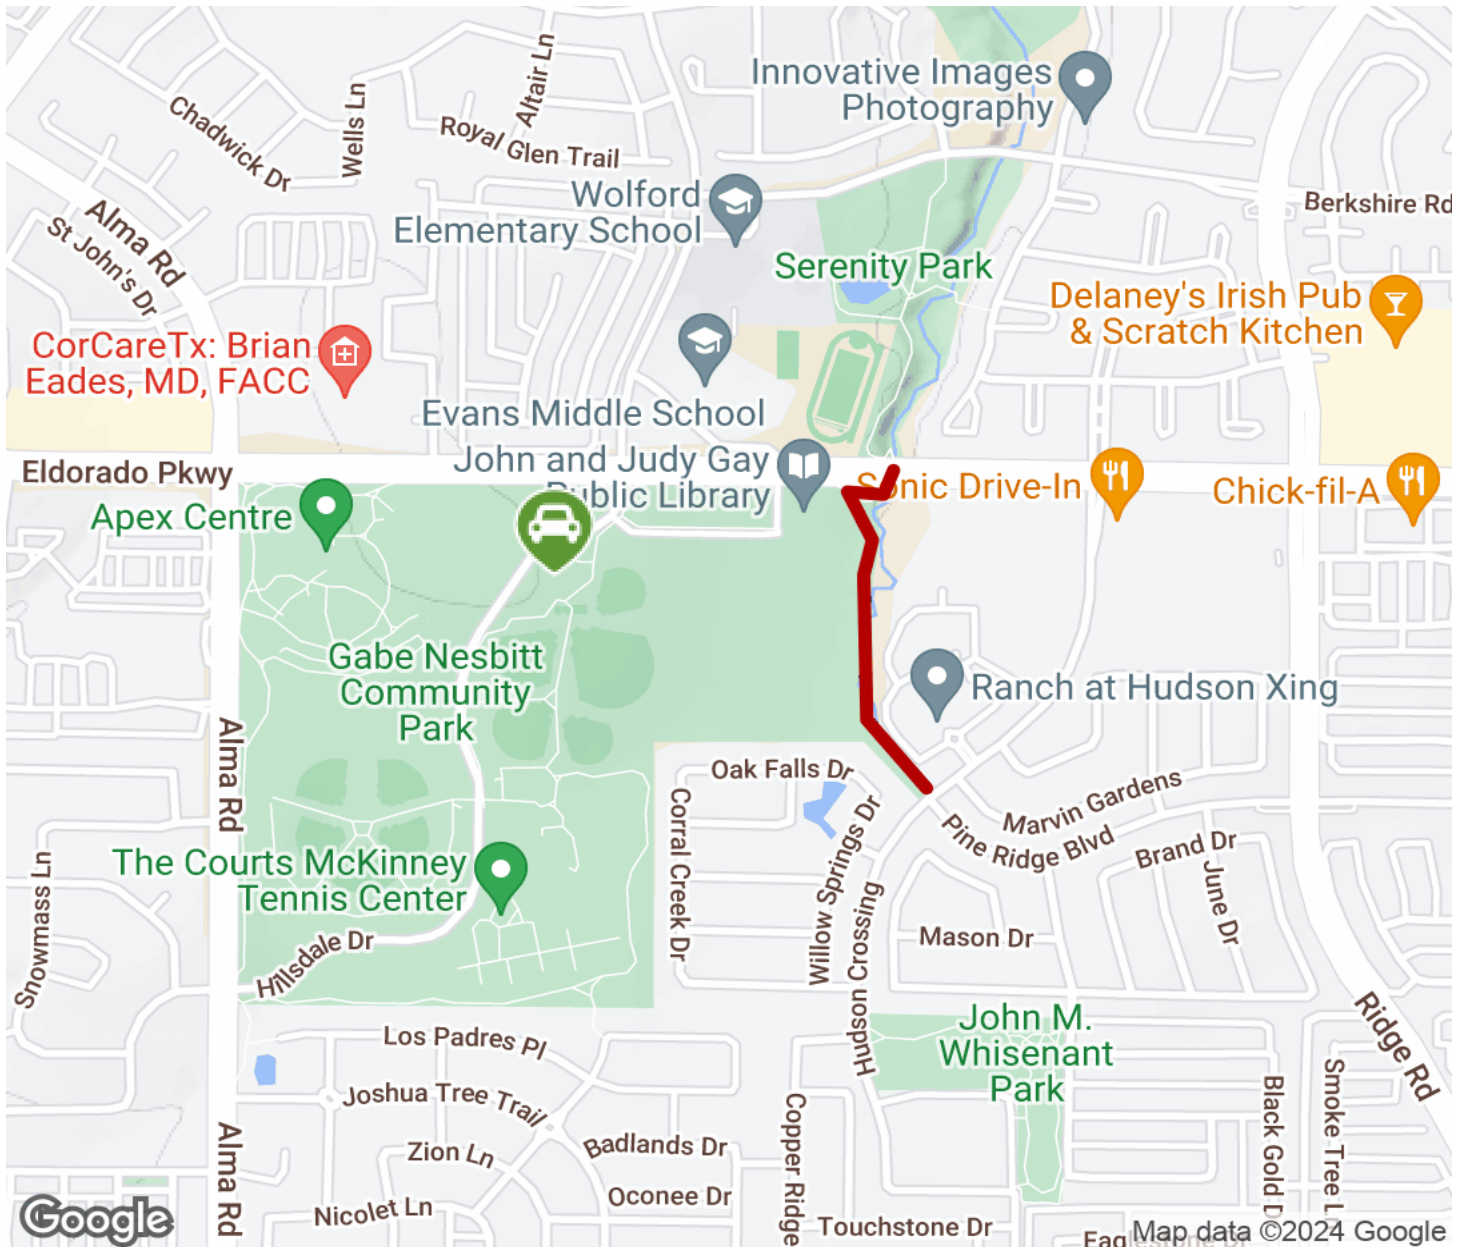 Innovative Images
Photography
Altair Ln
Wells Ln
Chadwick Dr
Royal Glen Trail
Wolford
Elementary School
Berkshire Rd
Alma Rd
St John's Dr
Serenity Park
Delaney's Irish Pub
& Scratch Kitchen
CorCareTx: Brian
Eades, MD, FACC
Evans Middle School
Eldorado Pkwy
John and Judy Gay
Public Library
Sonic Drive-In
Chick-fil-A
Apex Centre
Gabe Nesbitt
Community
Park
Ranch at Hudson Xing
Alma Rd
Oak Falls Dr
Marvin Gardens
Pine Ridge Blvd
Brand Dr
Corral Creek Dr
Willow Springs Dr
The Courts McKinney
Tennis Center
June Dr
Snowmass Ln
Hudson Crossing
Mason Dr
Hillsdale Dr
John M.
Whisenant
Park
Ridge Rd
Los Padres Pl
Joshua Tree Trail
Black Gold D
Smoke Tree L
Copper Ridge
Alma Rd
Zion Ln
Badlands Dr
Oconee Dr
Nicolet Ln
Touchstone Dr
Google
Map data ©2024 Google